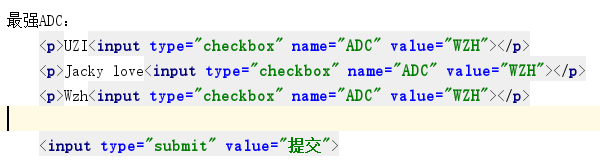 最强ADC:
<p>UZI<input type="checkbox" name="ADC" value="WZH"></p>
<p>Jacky love<input type="checkbox" name="ADC" value="WZH"></p>
<p>Wzh<input type="checkbox" name="ADC" value="WZH"></p>
<input type="submit" value="提交">